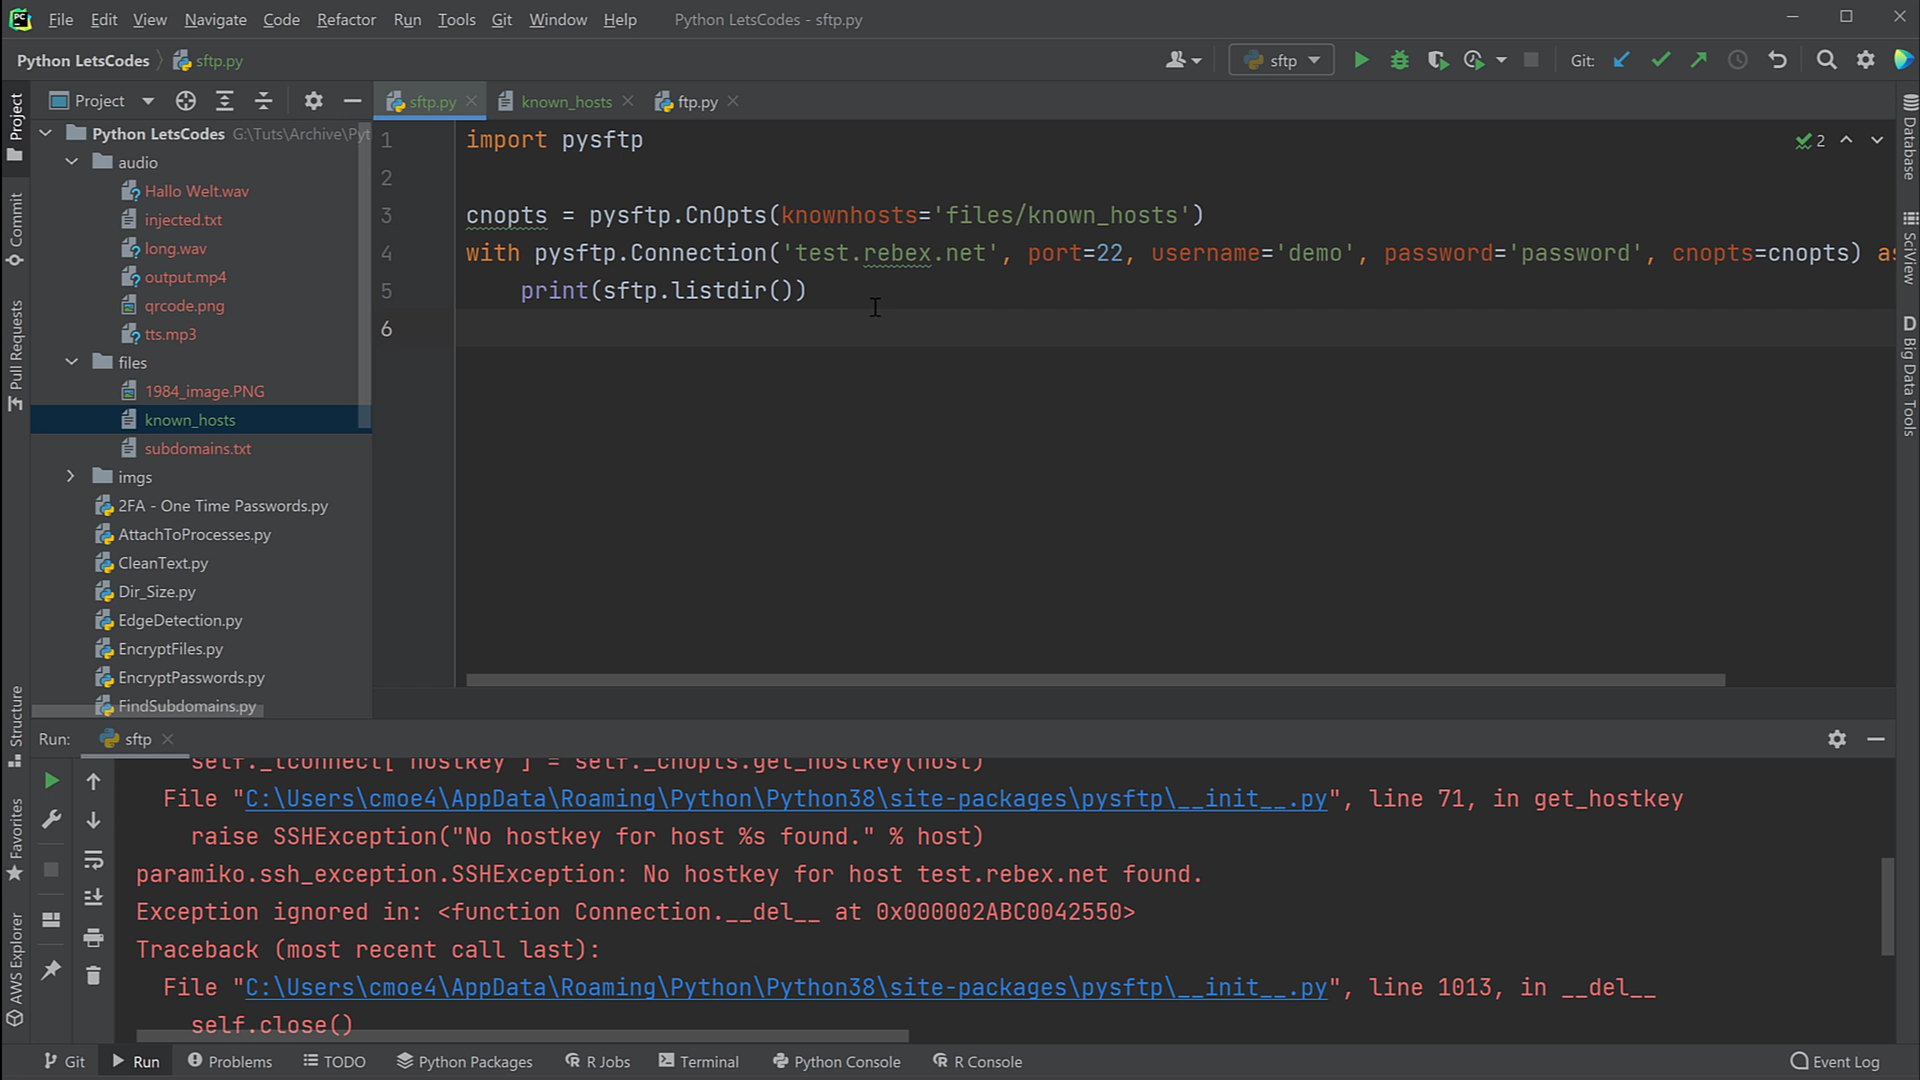 File Edit View Navigate Code Refactor Run Tools Git Window Help Python LetsCodes - sftp.py
Python LetsCodes sftp.py
sftp Git:
Project
sftp.py known_hosts ftp.py
Python LetsCodes G:\Tuts\Archive\Pyt
audio
Hallo Welt.wav
injected.txt
long.wav
output.mp4
qrcode.png
tts.mp3
files
1984_image.PNG
known_hosts
subdomains.txt
imgs
2FA - One Time Passwords.py
AttachToProcesses.py
CleanText.py
Dir_Size.py
EdgeDetection.py
EncryptFiles.py
EncryptPasswords.py
FindSubdomains.py
1 import pysftp
2
3 cnopts = pysftp.CnOpts(knownhosts='files/known_hosts')
4 with pysftp.Connection('test.rebex.net', port=22, username='demo', password='password', cnopts=cnopts) as
5 print(sftp.listdir())
6
2
Project
Commit
Pull Requests
Structure
Favorites
AWS Explorer
Database
SciView
D Big Data Tools
Run: sftp
self._tconnect['hostkey'] = self._cnopts.get_hostkey(host)
File "C:\Users\cmoe4\AppData\Roaming\Python\Python38\site-packages\pysftp\__init__.py", line 71, in get_hostkey
raise SSHException("No hostkey for host %s found." % host)
paramiko.ssh_exception.SSHException: No hostkey for host test.rebex.net found.
Exception ignored in: <function Connection.__del__ at 0x000002ABC0042550>
Traceback (most recent call last):
File "C:\Users\cmoe4\AppData\Roaming\Python\Python38\site-packages\pysftp\__init__.py", line 1013, in __del__
self.close()
Git Run Problems TODO Python Packages R Jobs Terminal Python Console R Console Event Log